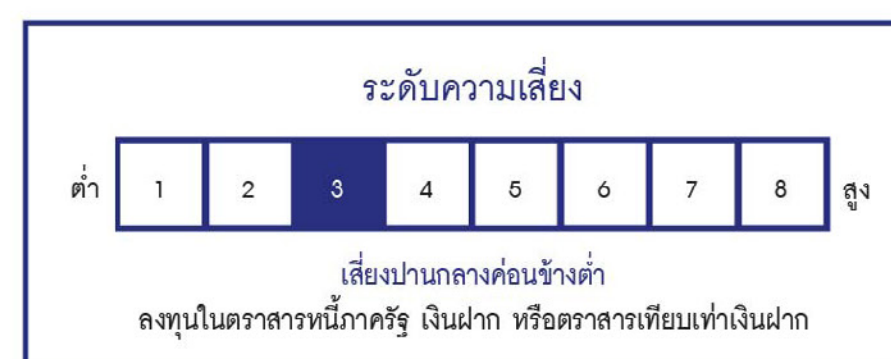 ระดับความเสี่ยง
ต่ำ 1 2 3 4 5 6 7 8 สูง
เสี่ยงปานกลางค่อนข้างต่ำ
ลงทุนในตราสารหนี้ภาครัฐ เงินฝาก หรือตราสารเทียบเท่าเงินฝาก